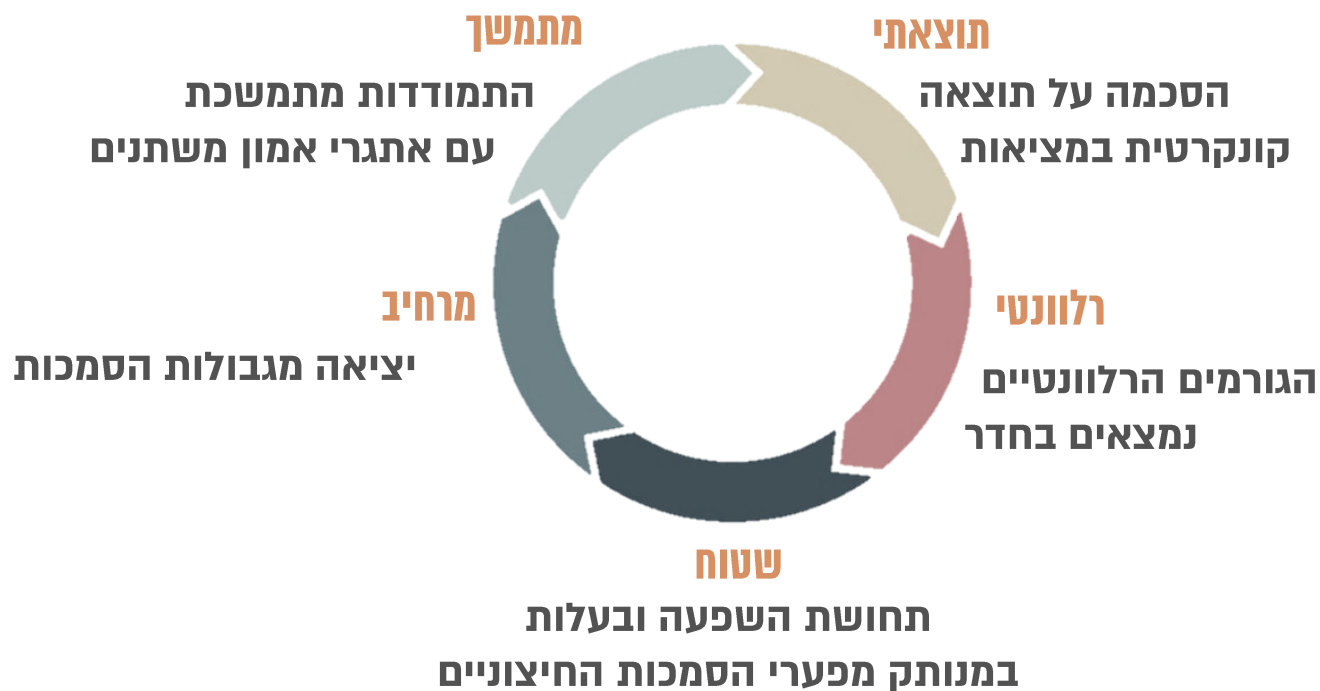 תוצאתי
הסכמה על תוצאה
קונקרטית במציאות
רלוונטי
הגורמים הרלוונטיים
נמצאים בחדר
שטוח
תחושת השפעה ובעלות
במנותק מפערי הסמכות החיצוניים
מרחיב
יציאה מגבולות הסמכות
מתמשך
התמודדות מתמשכת
עם אתגרי אמון משתנים